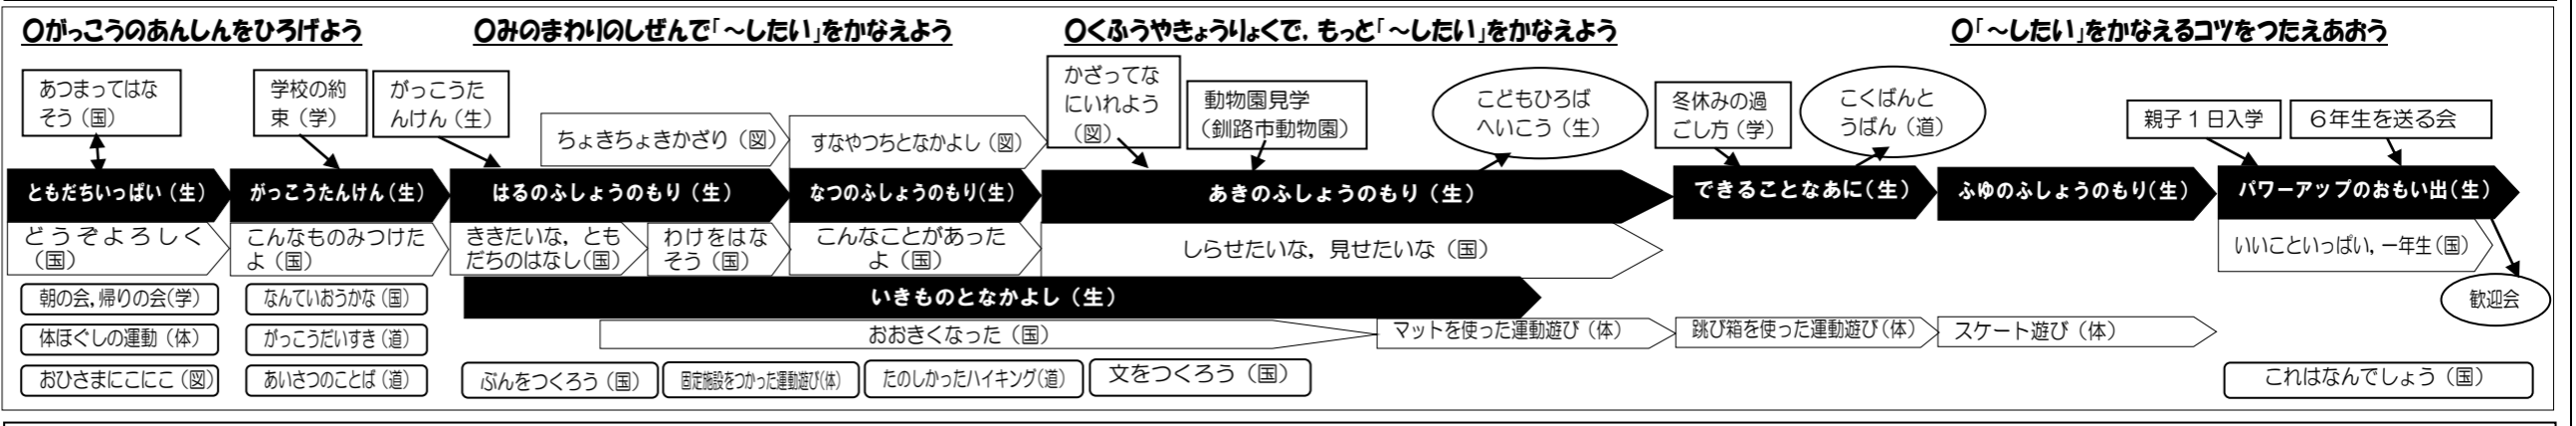 〇がっこうのあんしんをひろげよう
〇みのまわりのしぜんで「～したい」をかなえよう
〇くふうやきょうりょくで，もっと「～したい」をかなえよう
〇「～したい」をかなえるコツをつたえあおう
あつまってはな
そう（国）
学校の約
束（学）
がっこうた
んけん（生）
ちょきちょきかざり（図）
すなやつちとなかよし（図）
かざってな
にいれよう
（図）
動物園見学
（釧路市動物園）
こどもひろば
へいこう（生）
冬休みの過
ごし方（学）
こくばんと
うばん（道）
親子１日入学
６年生を送る会
ともだちいっぱい（生）
がっこうたんけん（生）
はるのふしょうのもり（生）
なつのふしょうのもり（生）
あきのふしょうのもり（生）
できることなあに（生）
ふゆのふしょうのもり（生）
パワーアップのおもい出（生）
どうぞよろしく
（国）
こんなものみつけた
よ（国）
ききたいな，とも
だちのはなし（国）
わけをはな
そう（国）
こんなことがあった
よ（国）
しらせたいな，見せたいな（国）
いいこといっぱい，一年生（国）
朝の会，帰りの会（学）
なんていおうかな（国）
いきものとなかよし（生）
歓迎会
体ほぐしの運動（体）
がっこうだいすき（道）
おおきくなった（国）
マットを使った運動遊び（体）
跳び箱を使った運動遊び（体）
スケート遊び（体）
おひさまにこにこ（図）
あいさつのことば（道）
ぶんをつくろう（国）
固定施設をつかった運動遊び（体）
たのしかったハイキング（道）
文をつくろう（国）
これはなんでしょう（国）